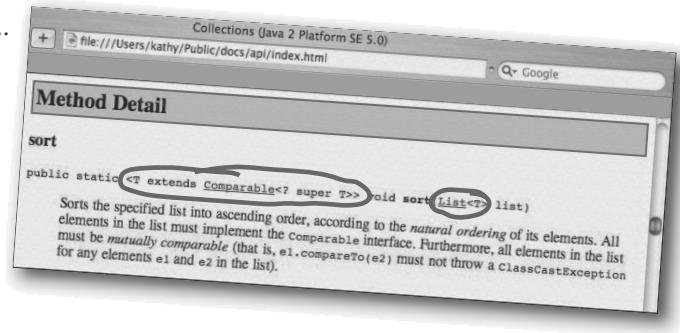 ..
Collections (Java 2 Platform SE 5.0)
+ file:///Users/kathy/Public/docs/api/index.html Google
Method Detail
sort
public static <T extends Comparable<? super T>> void sort(List<T> list)
Sorts the specified list into ascending order, according to the natural ordering of its elements. All
elements in the list must implement the Comparable interface. Furthermore, all elements in the list
must be mutually comparable (that is, e1.compareTo(e2) must not throw a ClassCastException
for any elements e1 and e2 in the list).